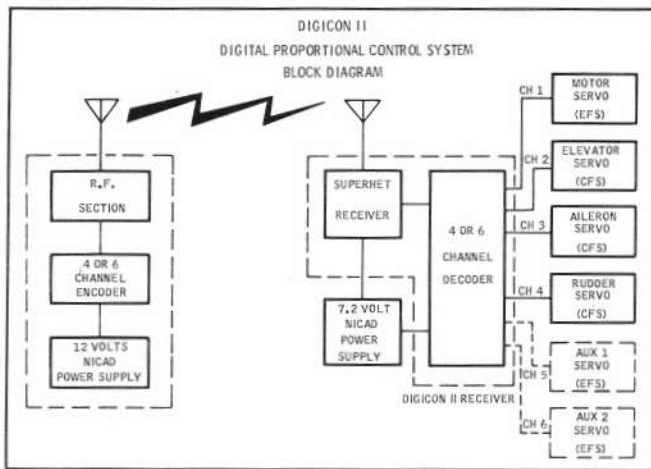 DIGICON II
DIGITAL PROPORTIONAL CONTROL SYSTEM
BLOCK DIAGRAM
R.F.
SECTION
4 OR 6
CHANNEL
ENCODER
12 VOLTS
NICAD
POWER SUPPLY
SUPERHET
RECEIVER
7.2 VOLT
NICAD
POWER
SUPPLY
4 OR 6
CHANNEL
DECODER
DIGICON II RECEIVER
CH 1
MOTOR
SERVO
(EFS)
CH 2
ELEVATOR
SERVO
(CFS)
CH 3
AILERON
SERVO
(CFS)
CH 4
RUDDER
SERVO
(CFS)
CH 5
AUX 1
SERVO
(EFS)
CH 6
AUX 2
SERVO
(EFS)